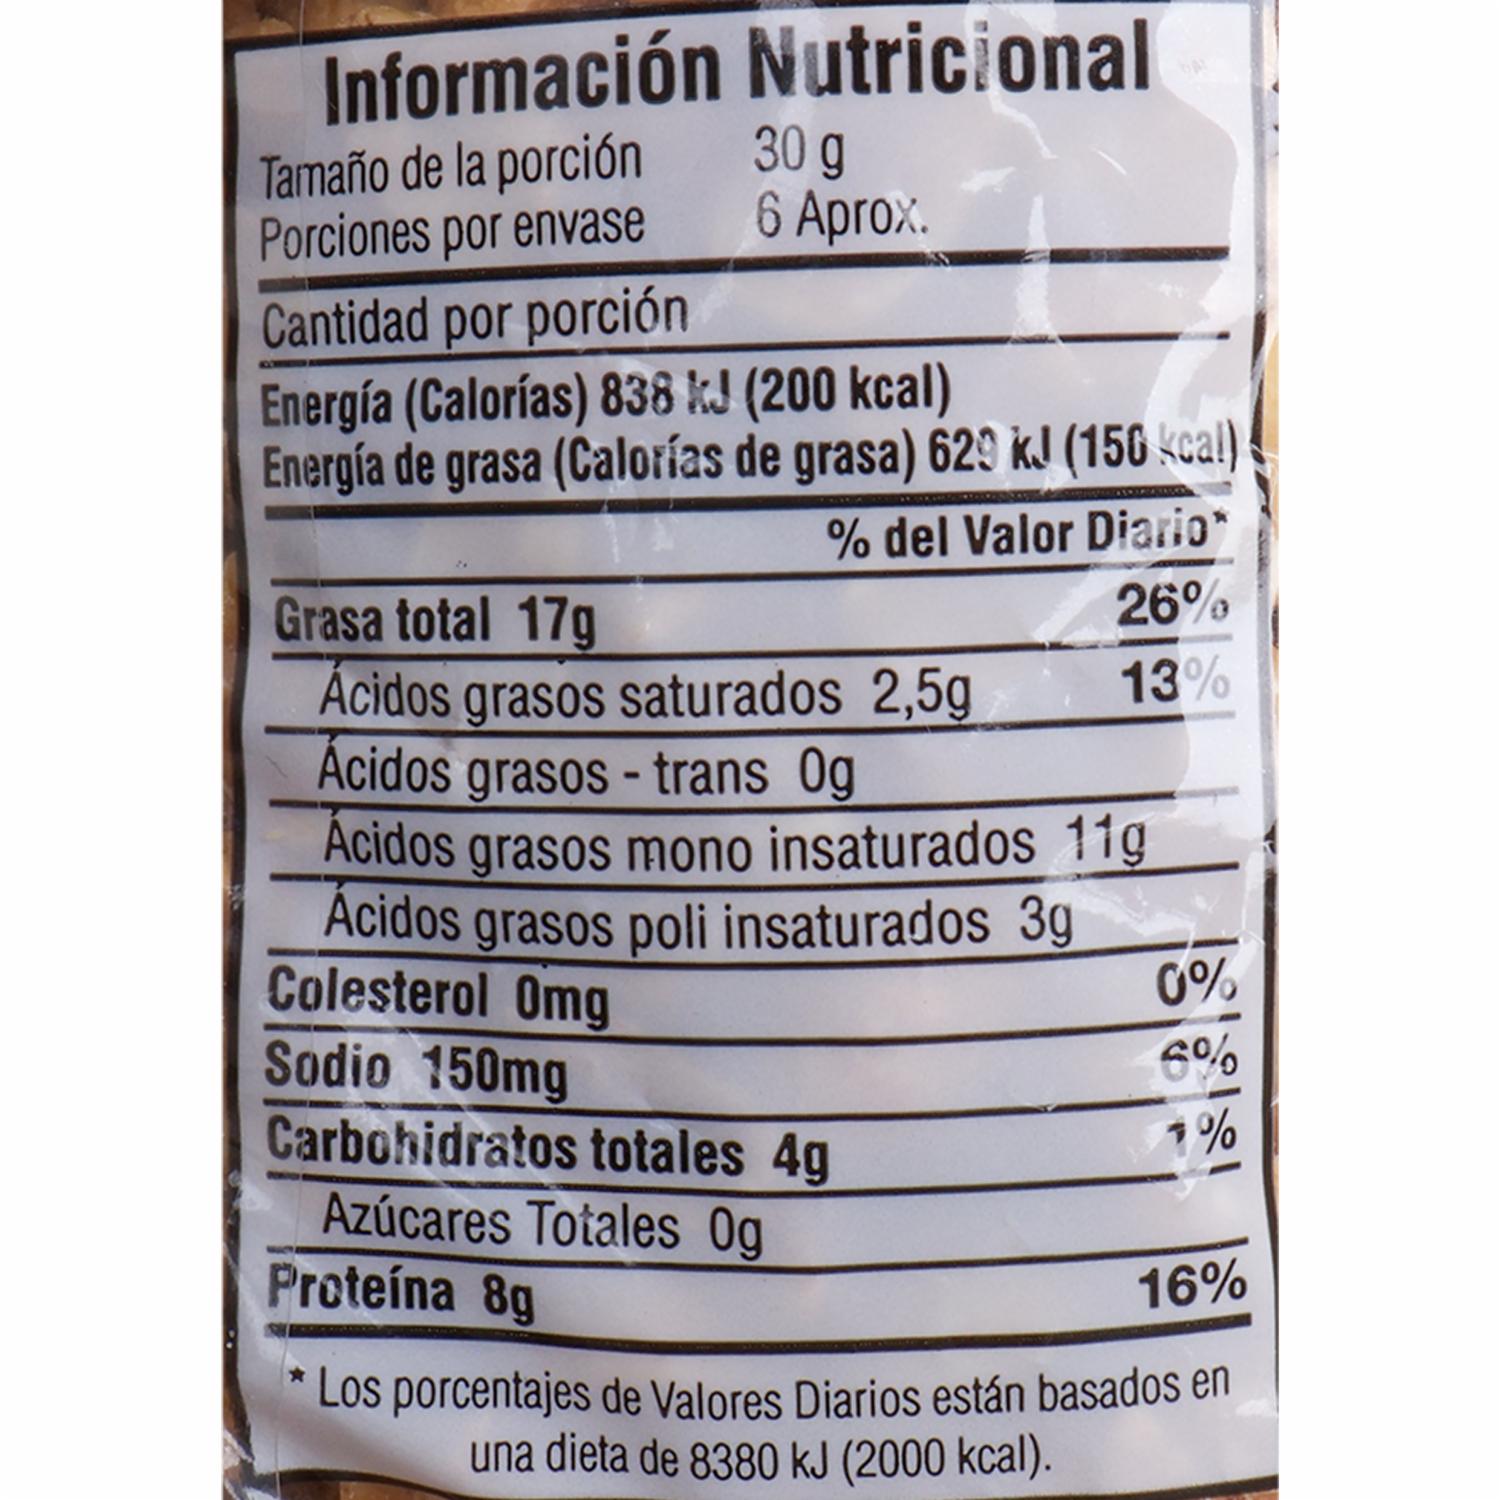 Información Nutricional
Tamaño de la porción 30 g
Porciones por envase 6 Aprox.
Cantidad por porción
Energía (Calorías) 838 kJ (200 kcal)
Energía de grasa (Calorías de grasa) 629 kJ (150 kcal)
% del Valor Diario*
Grasa total 17g 26%
Ácidos grasos saturados 2,5g 13%
Ácidos grasos - trans 0g
Ácidos grasos mono insaturados 11g
Ácidos grasos poli insaturados 3g
Colesterol 0mg 0%
Sodio 150mg 6%
Carbohidratos totales 4g 1%
Azúcares Totales 0g
Proteína 8g 16%
* Los porcentajes de Valores Diarios están basados en
una dieta de 8380 kJ (2000 kcal).